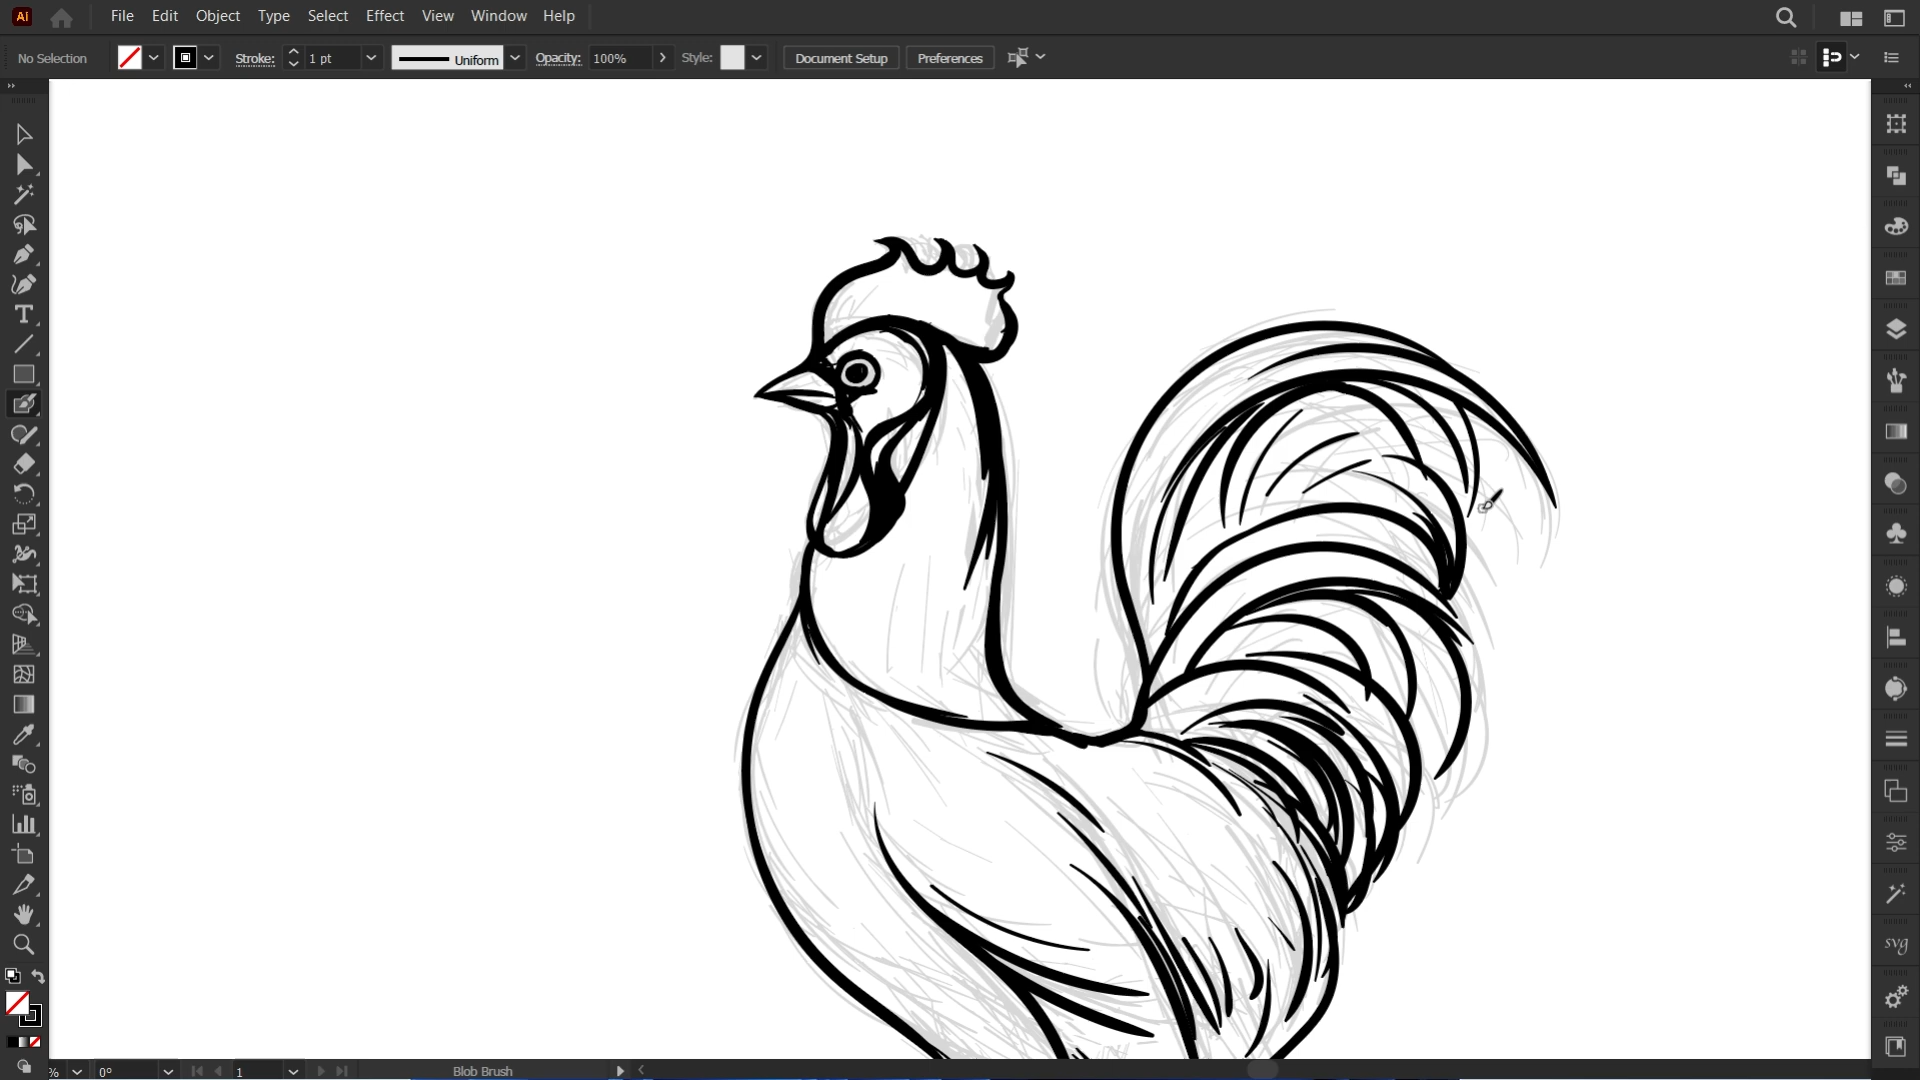 Ai File Edit Object Type Select Effect View Window Help
No Selection Stroke: 1 pt Uniform Opacity: 100% Style: Document Setup Preferences
T
svg
% 0° 1 Blob Brush